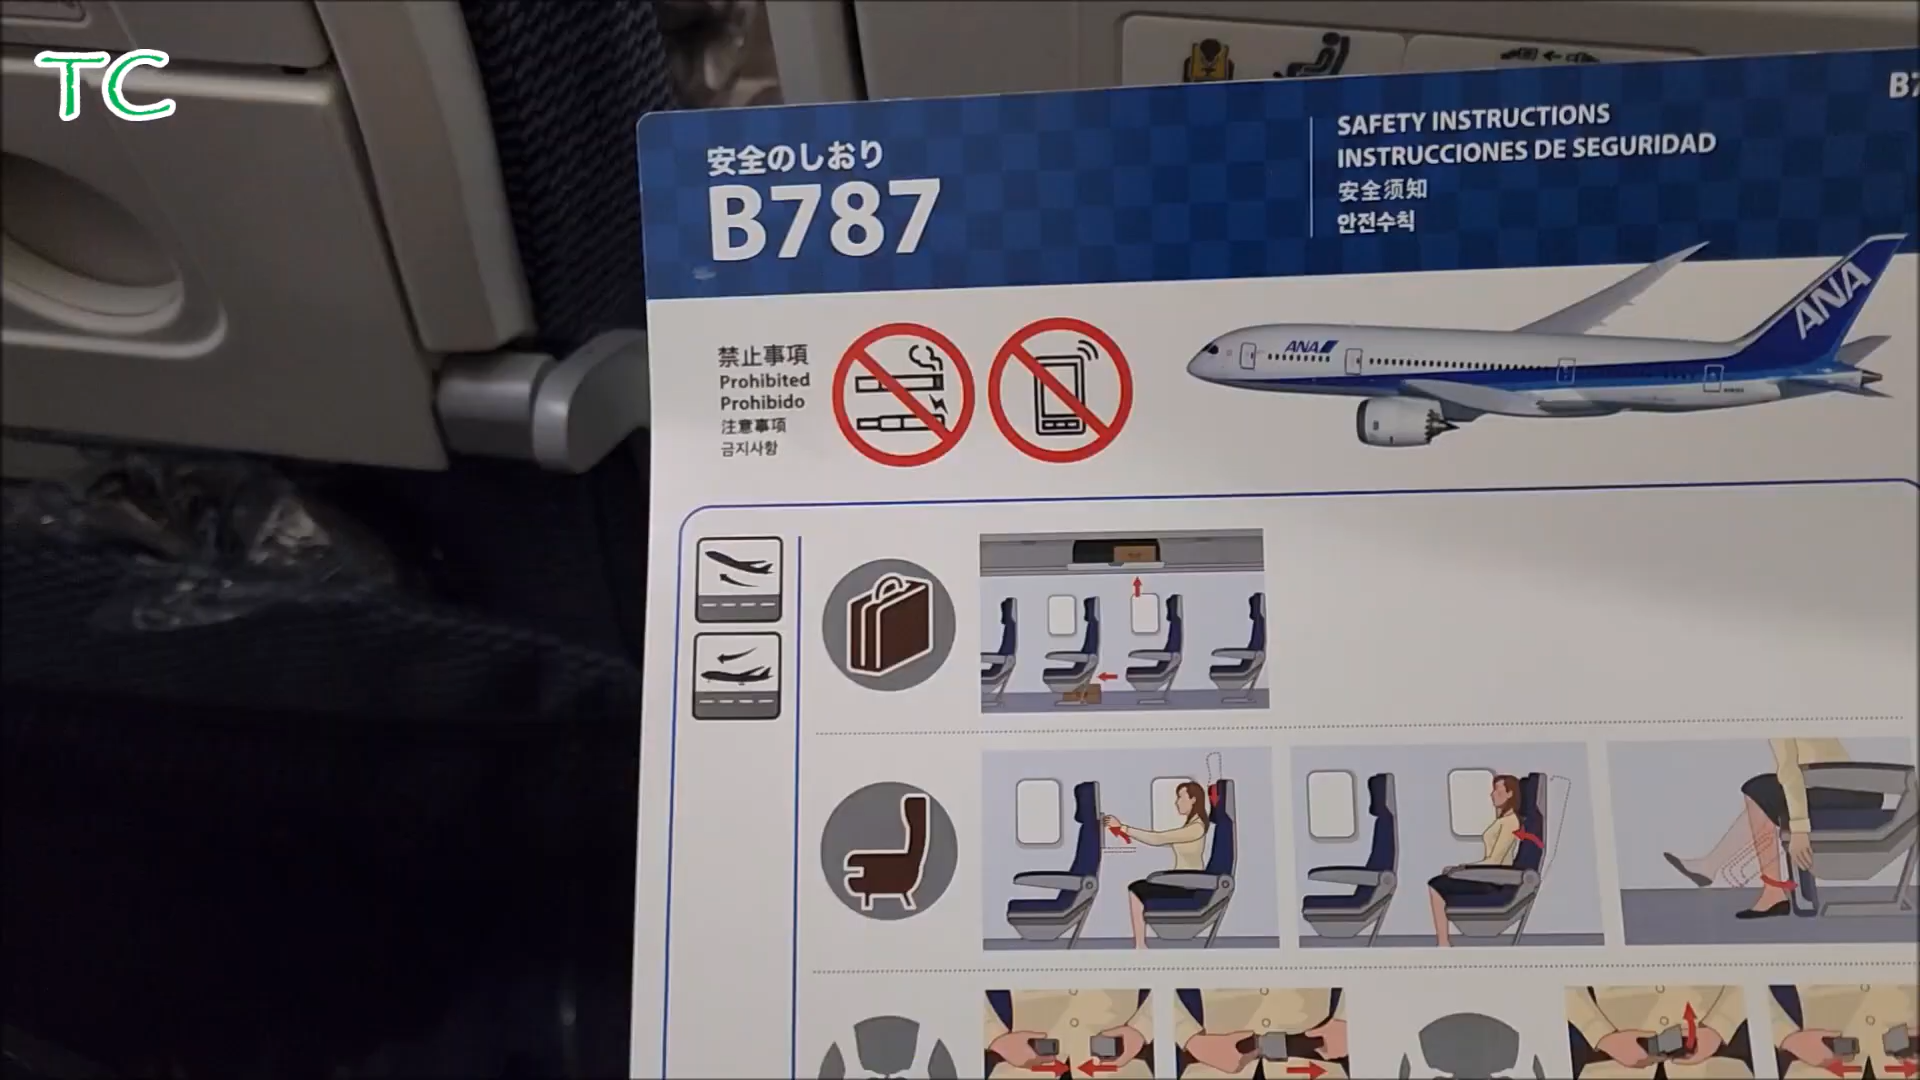 TC
安全のしおり
B787
SAFETY INSTRUCTIONS
INSTRUCCIONES DE SEGURIDAD
安全须知
안전수칙
禁止事項
Prohibited
Prohibido
注意事项
금지사항
ANA
ANA